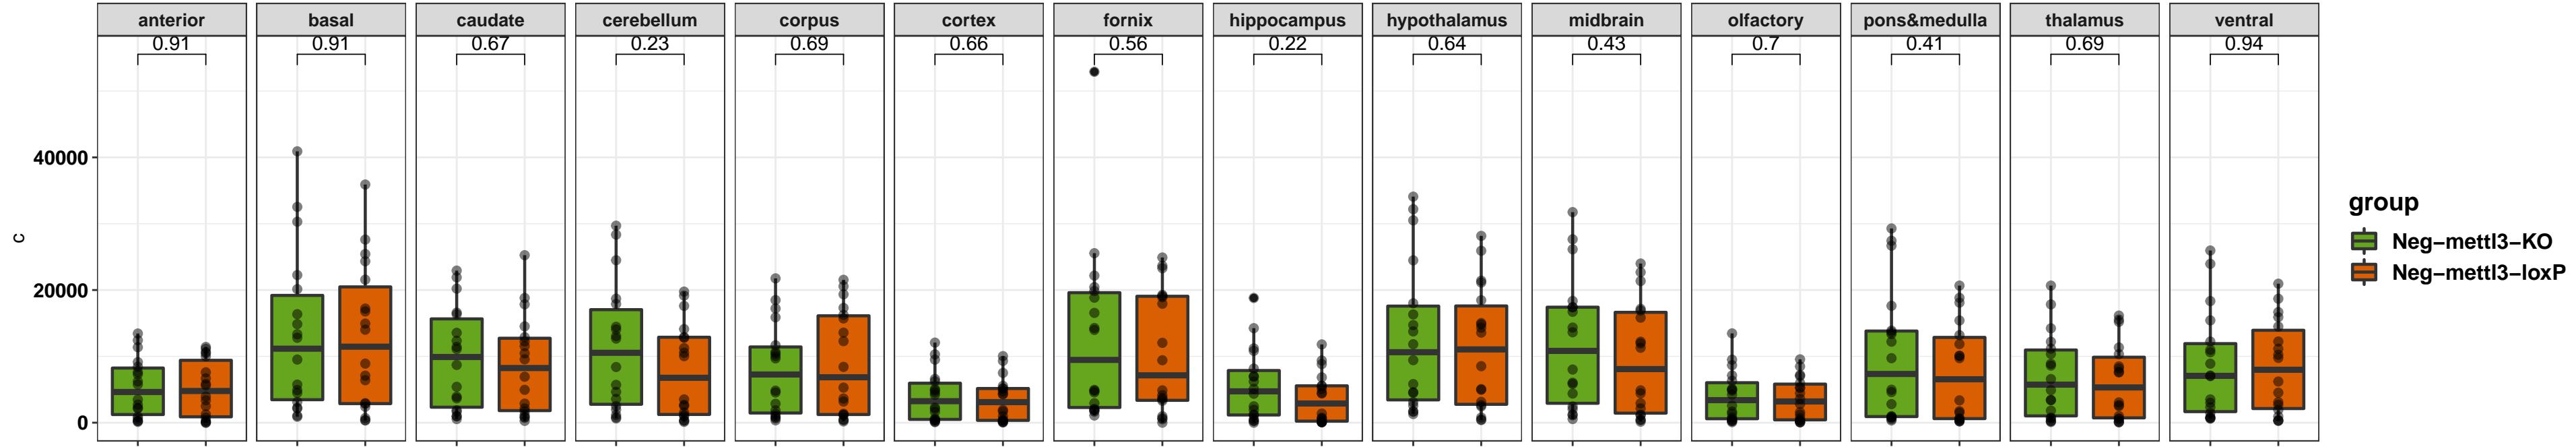 anterior basal caudate cerebellum corpus cortex fornix hippocampus hypothalamus midbrain olfactory pons&medulla thalamus ventral
0.91 0.91 0.67 0.23 0.69 0.66 0.56 0.22 0.64 0.43 0.7 0.41 0.69 0.94
40000
20000
0
c
group
Neg−mettl3−KO
Neg−mettl3−loxP